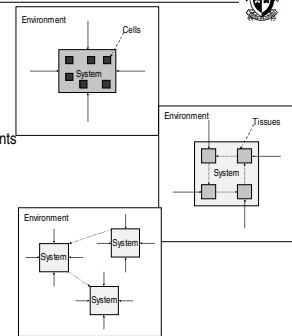 Environment
Cells
System
Environment
Tissues
nts
System
Environment
System
System
System